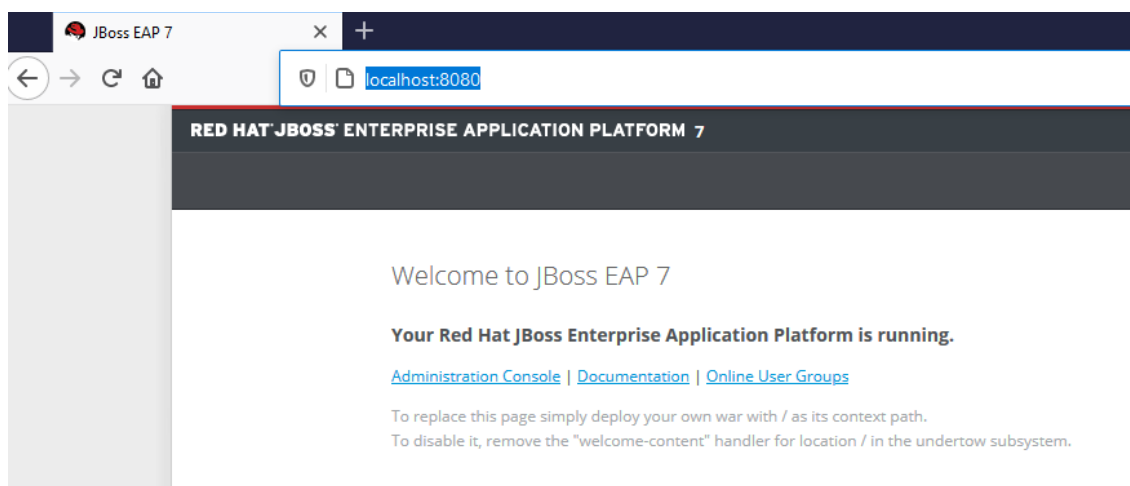 JBoss EAP 7
localhost:8080
RED HAT JBOSS ENTERPRISE APPLICATION PLATFORM 7
Welcome to JBoss EAP 7
Your Red Hat JBoss Enterprise Application Platform is running.
Administration Console | Documentation | Online User Groups
To replace this page simply deploy your own war with / as its context path.
To disable it, remove the "welcome-content" handler for location / in the undertow subsystem.